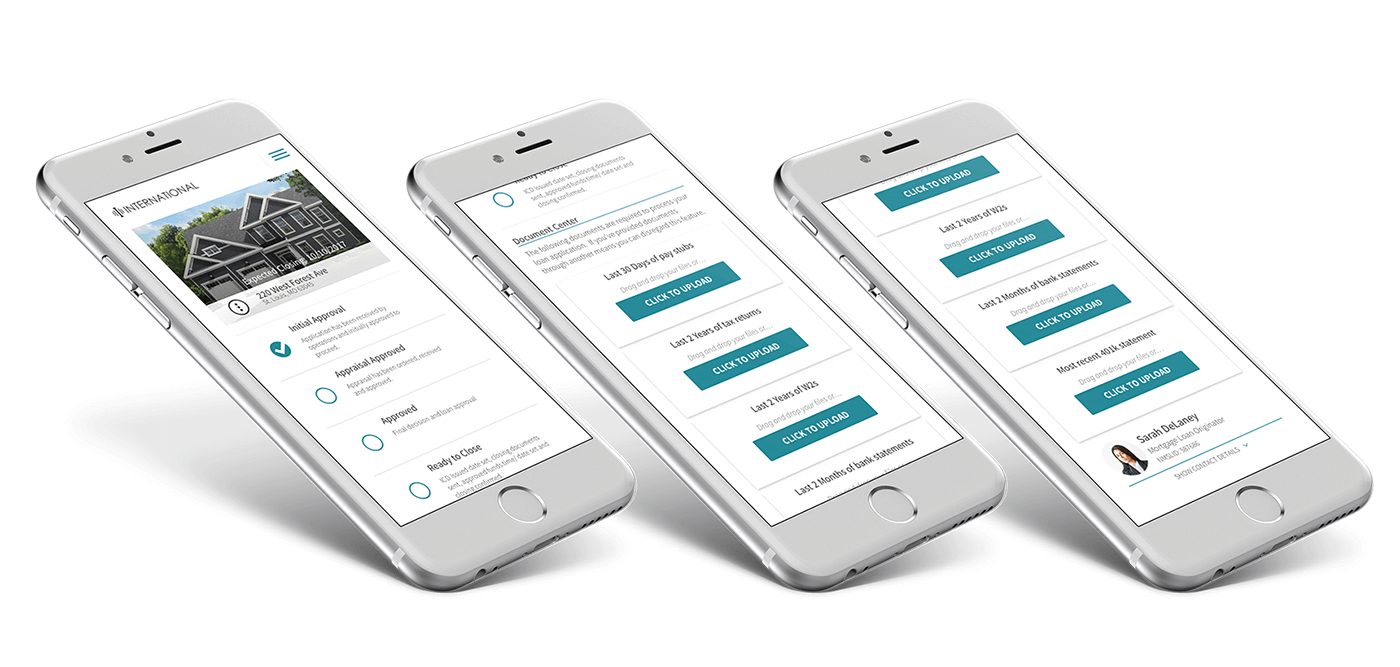 INTERNATIONAL
Expected Closing: 10/10/2017
220 West Forest Ave
St. Louis, MO 63043
Initial Approval
Application has been received by
operations and initially approved to
proceed.
Appraisal Approved
Appraisal has been ordered, received
and approved.
Approved
Final decision and loan approval
Ready to Close
ICD issued date set, closing documents
sent, approved funds time/ date set and
closing confirmed.
Ready to Close
ICD issued date set, closing documents
sent, approved funds time/ date set and
closing confirmed.
Document Center
The following documents are required to process your
loan application. If you've provided documents
through another means you can disregard this feature.
Last 30 Days of pay stubs
Drag and drop your files or...
CLICK TO UPLOAD
Last 2 Years of tax returns
Drag and drop your files or...
CLICK TO UPLOAD
Last 2 Years of W2s
Drag and drop your files or...
CLICK TO UPLOAD
Last 2 Months of bank statements
CLICK TO UPLOAD
Last 2 Years of W2s
Drag and drop your files or...
CLICK TO UPLOAD
Last 2 Months of bank statements
Drag and drop your files or...
CLICK TO UPLOAD
Most recent 401k statement
Drag and drop your files or...
CLICK TO UPLOAD
Sarah DeLaney
Mortgage Loan Originator
NMSLID: 387686
SHOW CONTACT DETAILS